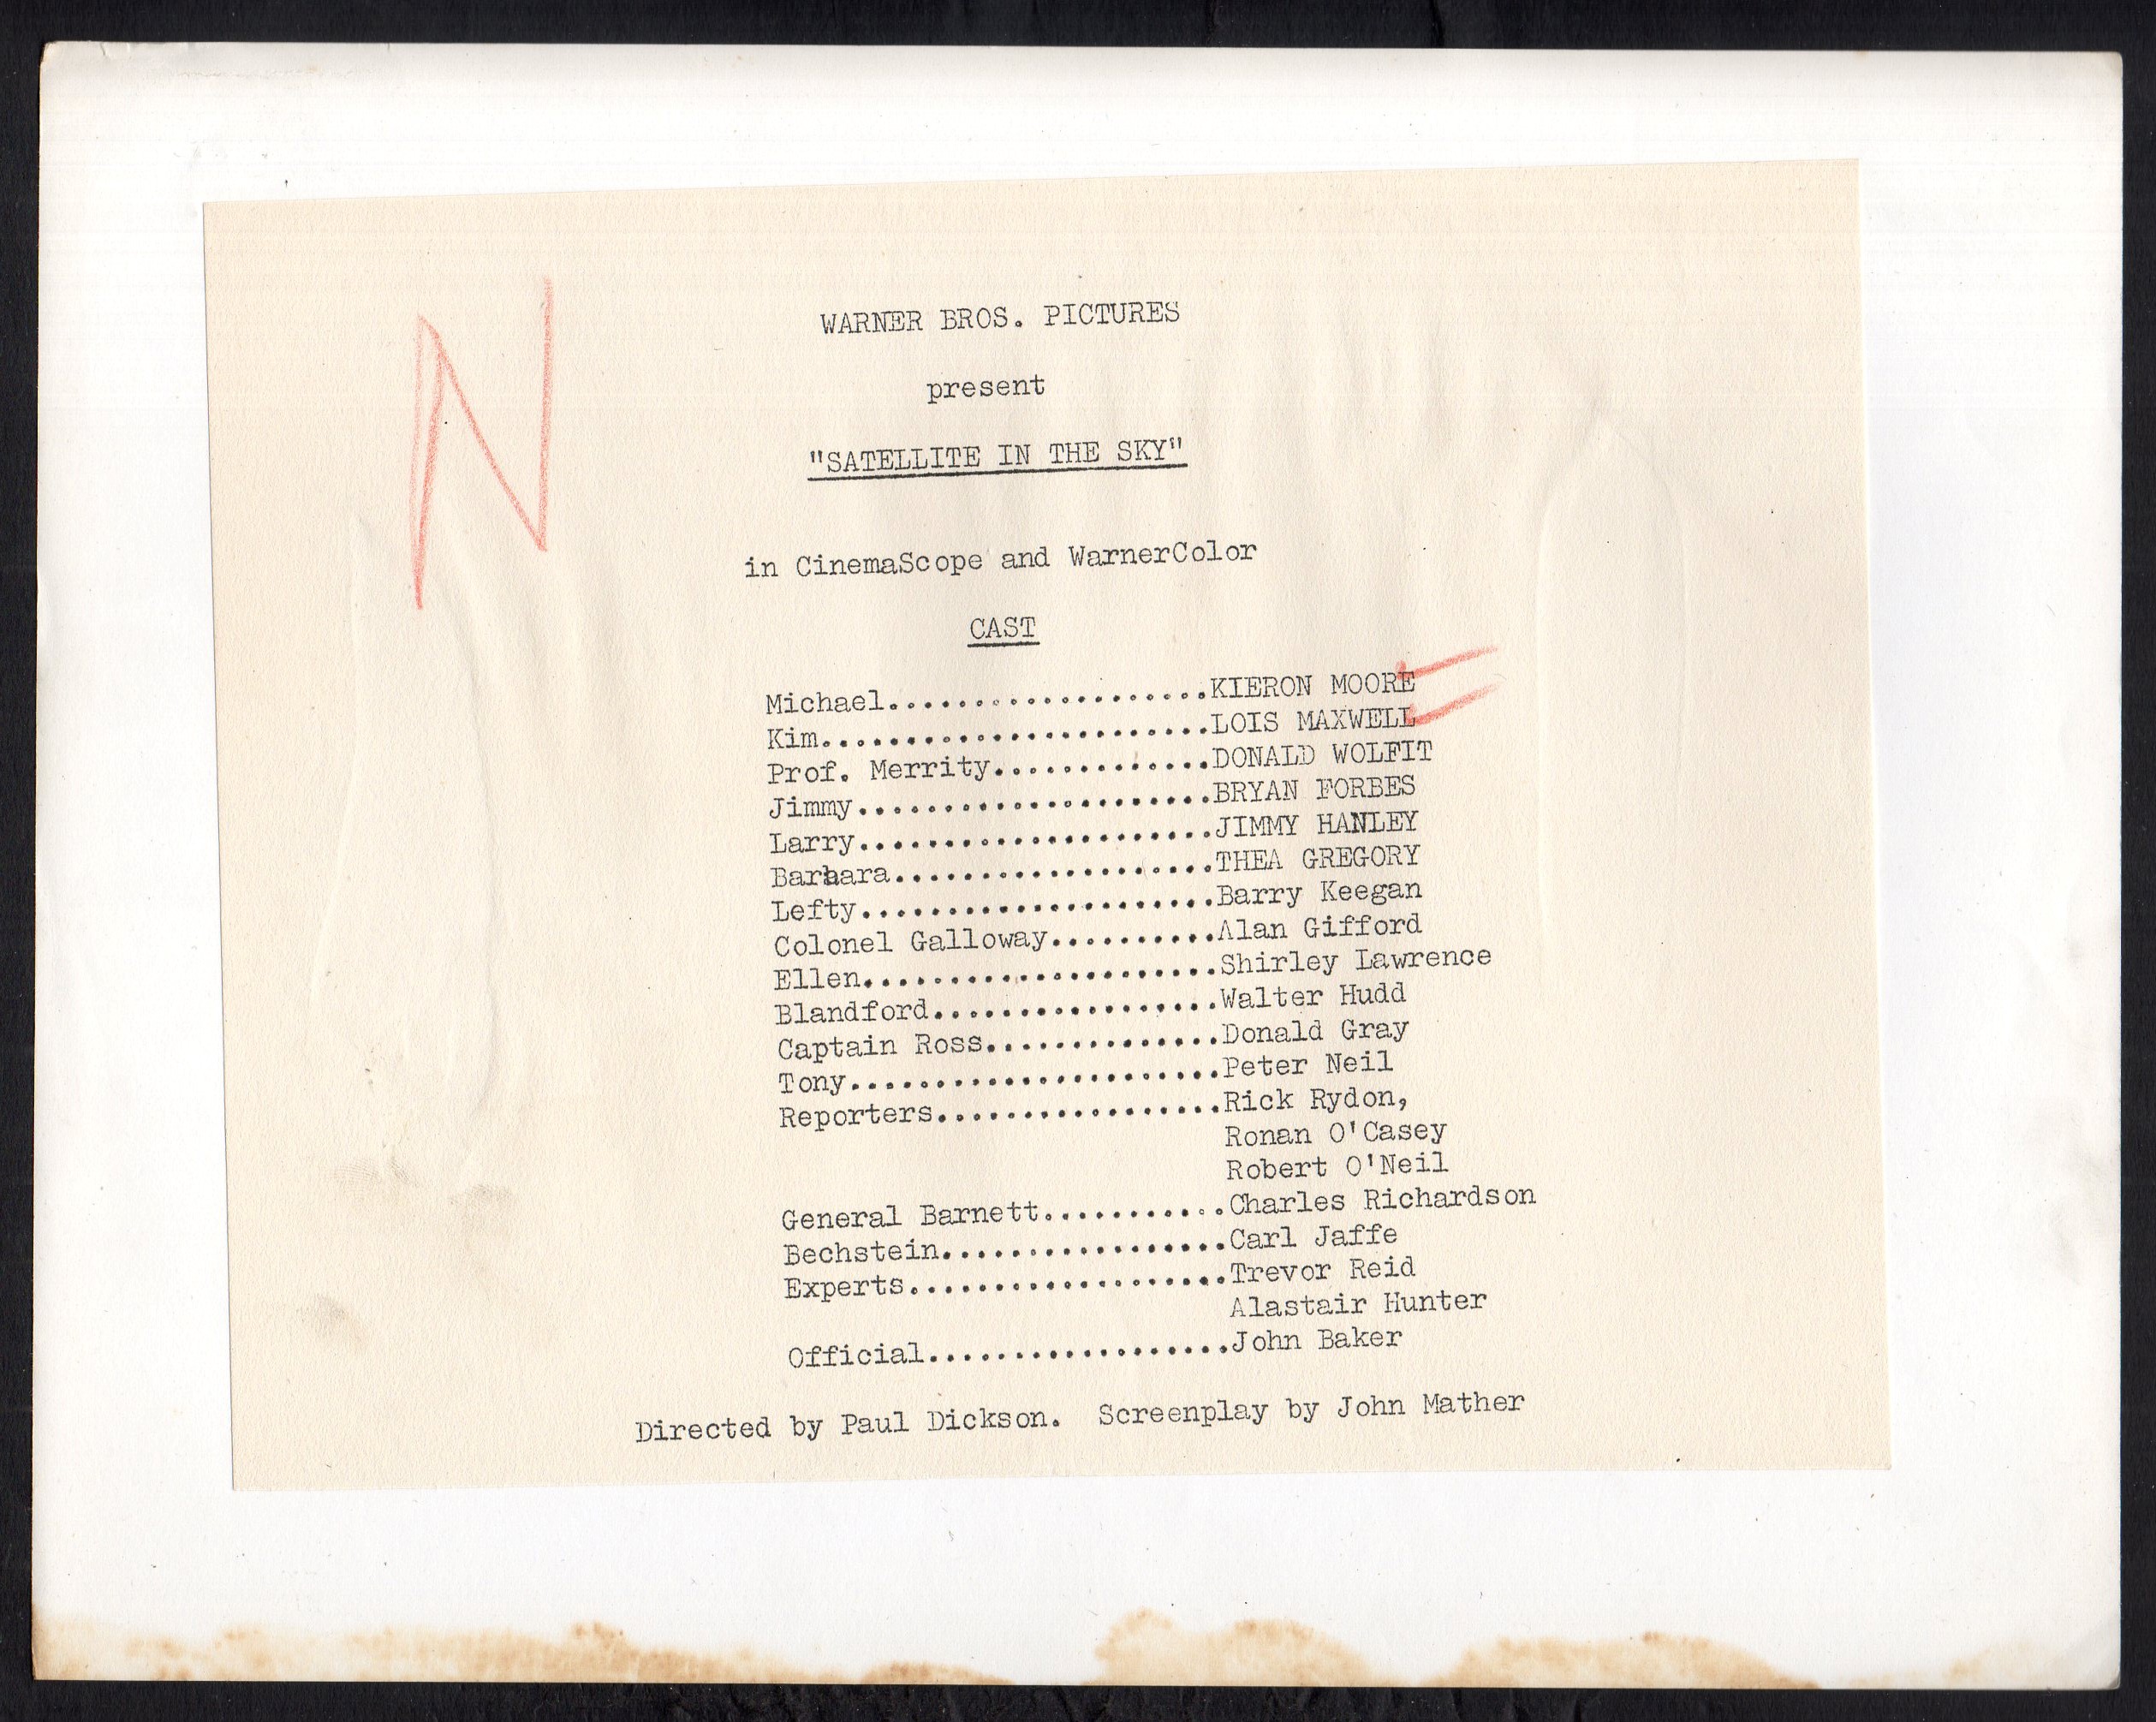 N
WARNER BROS. PICTURES
present
"SATELLITE IN THE SKY"
in CinemaScope and WarnerColor
CAST
Michael...................KIERON MOORE
Kim.......................LOIS MAXWELL
Prof. Merrity.............DONALD WOLFIT
Jimmy.....................BRYAN FORBES
Larry.....................JIMMY HANLEY
Barbara...................THEA GREGORY
Lefty.....................Barry Keegan
Colonel Galloway..........Alan Gifford
Ellen.....................Shirley Lawrence
Blandford.................Walter Hudd
Captain Ross..............Donald Gray
Tony......................Peter Neil
Reporters.................Rick Rydon,
Ronan O'Casey
Robert O'Neil
General Barnett...........Charles Richardson
Bechstein.................Carl Jaffe
Experts...................Trevor Reid
Alastair Hunter
Official..................John Baker
Directed by Paul Dickson. Screenplay by John Mather